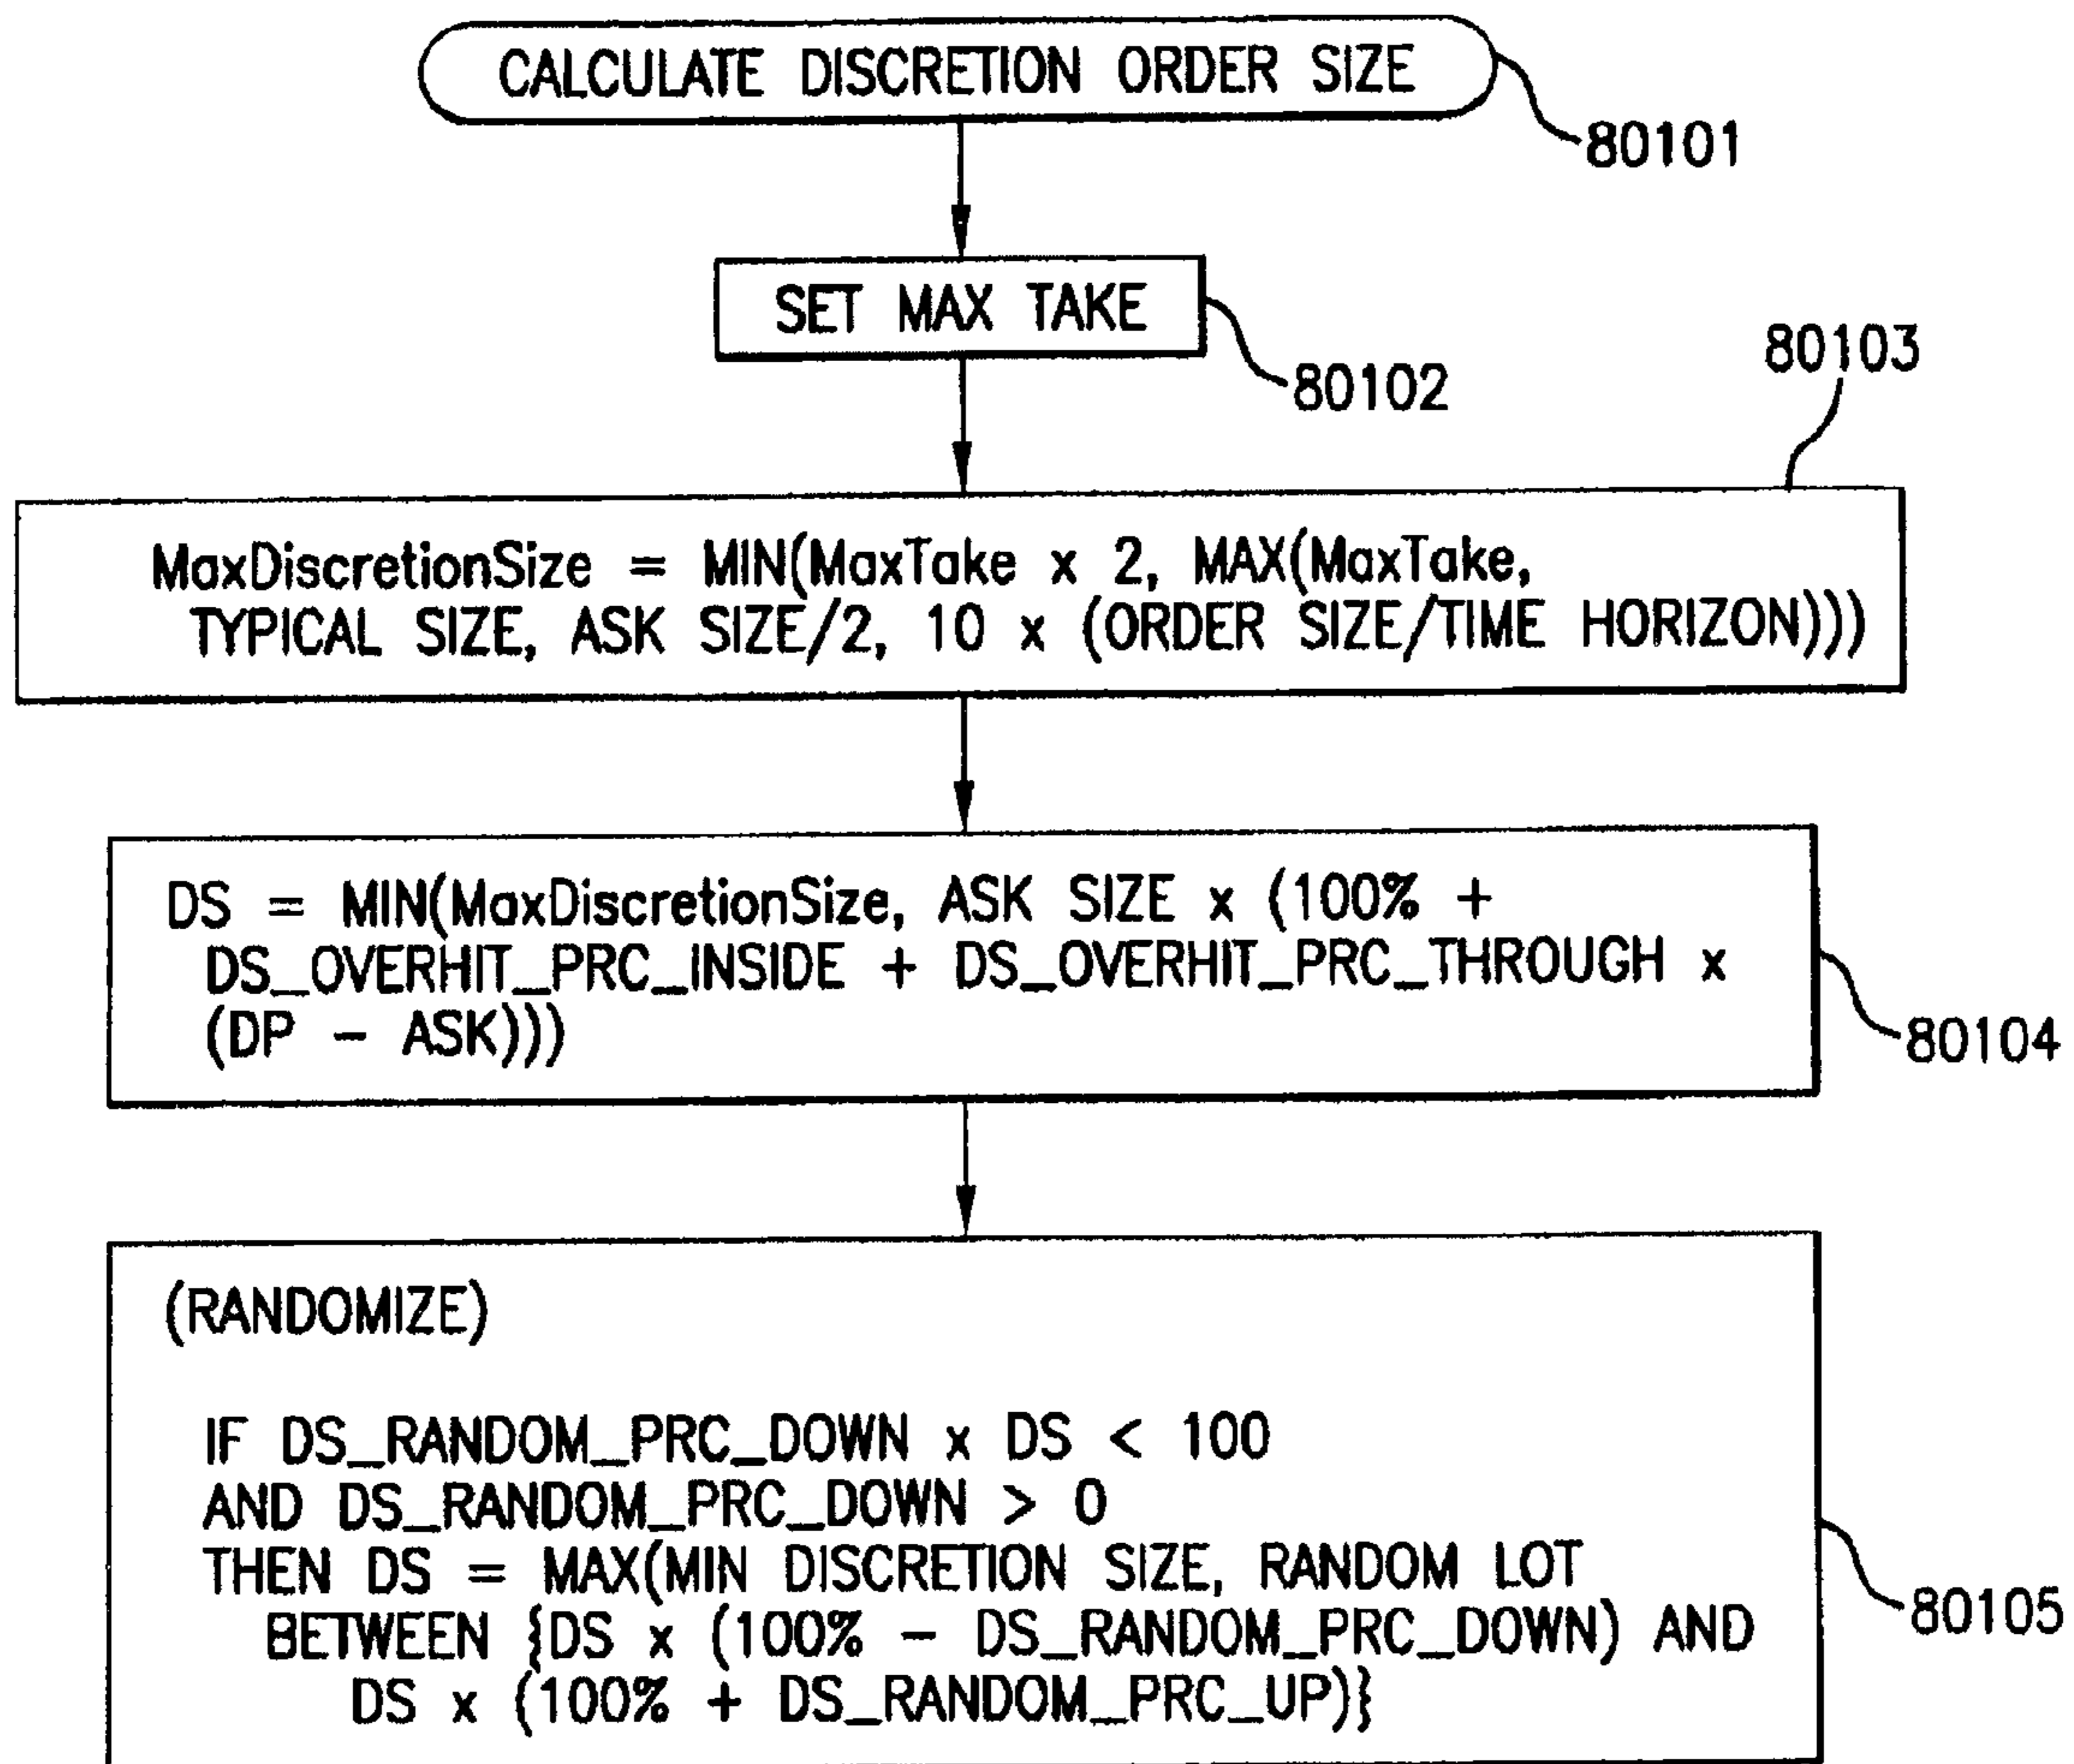 CALCULATE DISCRETION ORDER SIZE
80101
SET MAX TAKE
80102
80103
MaxDiscretionSize = MIN(MaxTake x 2, MAX(MaxTake,
TYPICAL SIZE, ASK SIZE/2, 10 x (ORDER SIZE/TIME HORIZON)))
DS = MIN(MaxDiscretionSize, ASK SIZE x (100% +
DS_OVERHIT_PRC_INSIDE + DS_OVERHIT_PRC_THROUGH x
(DP - ASK)))
80104
(RANDOMIZE)
IF DS_RANDOM_PRC_DOWN x DS < 100
AND DS_RANDOM_PRC_DOWN > 0
THEN DS = MAX(MIN DISCRETION SIZE, RANDOM LOT
BETWEEN {DS x (100% - DS_RANDOM_PRC_DOWN) AND
DS x (100% + DS_RANDOM_PRC_UP)}
80105